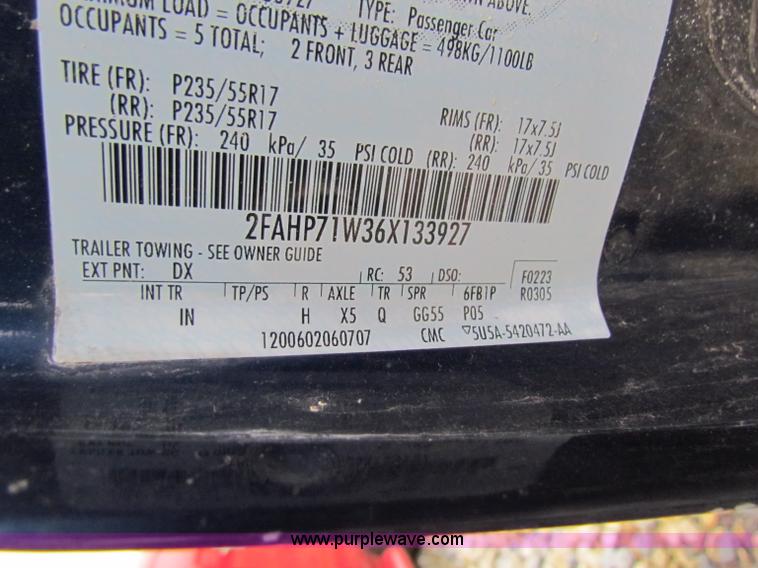 TYPE: Passenger Car
LOAD = OCCUPANTS + LUGGAGE = 498KG/1100LB
OCCUPANTS = 5 TOTAL; 2 FRONT, 3 REAR
TIRE (FR): P235/55R17 RIMS (FR): 17x7.5J
(RR): P235/55R17 (RR): 17x7.5J
PRESSURE (FR): 240 kPa/ 35 PSI COLD (RR): 240 kPa/35 PSI COLD
2FAHP71W36X133927
TRAILER TOWING - SEE OWNER GUIDE
EXT PNT: DX RC: 53 DSO: F0223
INT TR TP/PS R AXLE TR SPR 6FB1P R0305
IN H X5 Q GG55 P05
1200602060707 CMC 5U5A-5420472-AA
www.purplewave.com